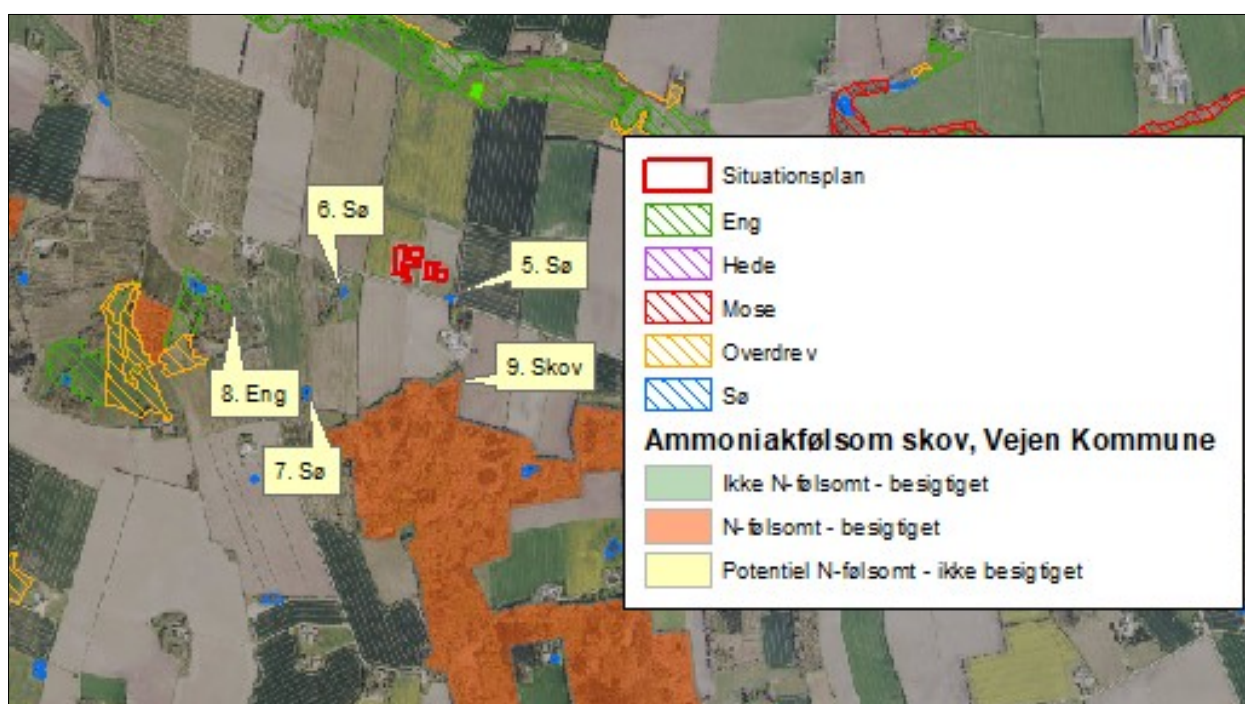 6. Sø
5. Sø
9. Skov
8. Eng
7. Sø
Situationsplan
Eng
Hede
Mose
Overdrev
Sø
Ammoniakfølsom skov, Vejen Kommune
Ikke N-følsomt - besigtiget
N-følsomt - besigtiget
Potentiel N-følsomt - ikke besigtiget